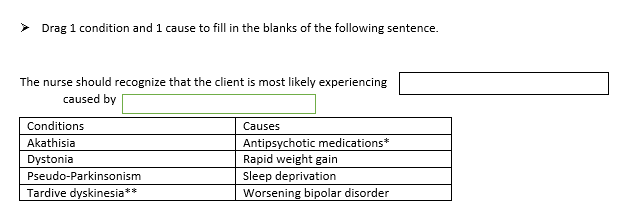 ➤ Drag 1 condition and 1 cause to fill in the blanks of the following sentence.
The nurse should recognize that the client is most likely experiencing
caused by
Conditions Causes
Akathisia Antipsychotic medications*
Dystonia Rapid weight gain
Pseudo-Parkinsonism Sleep deprivation
Tardive dyskinesia** Worsening bipolar disorder